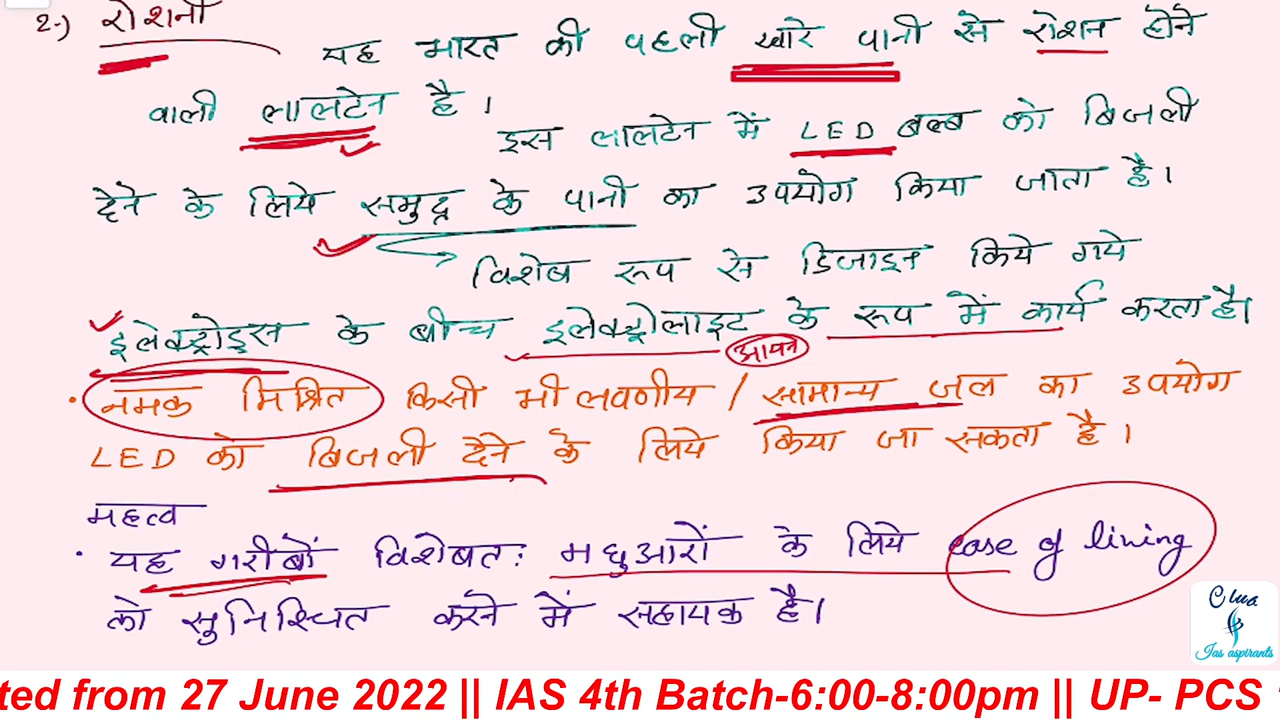 2-) रोशनी
यह भारत की पहली खारे पानी से रोशन होने
वाली लालटेन है।
इस लालटेन में LED बल्ब को बिजली
देने के लिये समुद्र के पानी का उपयोग किया जाता है।
विशेष रूप से डिजाइन किये गये
इलेक्ट्रोड्स के बीच इलेक्ट्रोलाइट के रूप में कार्य करता है।
आयन
• नमक मिश्रित किसी भी लवणीय / सामान्य जल का उपयोग
LED को बिजली देने के लिये किया जा सकता है।
महत्व
• यह गरीबों विशेषतः मछुआरों के लिये ease of living
को सुनिश्चित करने में सहायक है।
Ias aspirants
ted from 27 June 2022 || IAS 4th Batch-6:00-8:00pm || UP- PCS